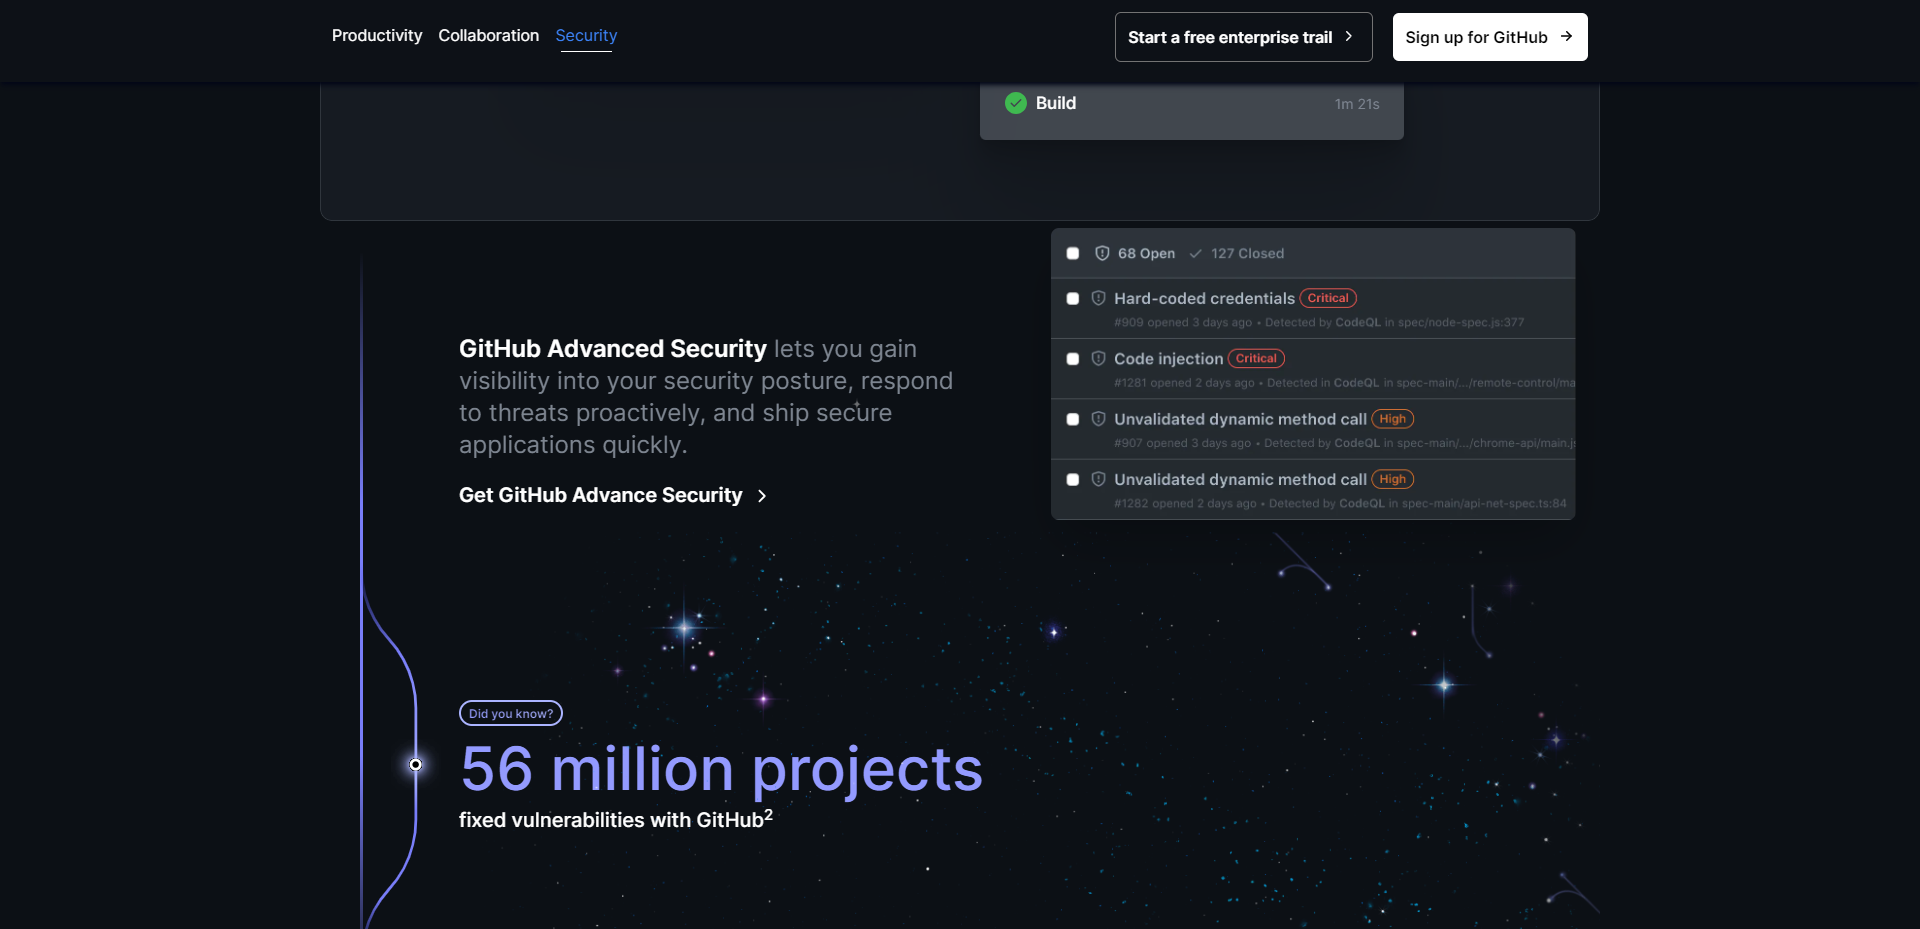 Productivity Collaboration Security
Start a free enterprise trail
Sign up for GitHub
Build 1m 21s
68 Open 127 Closed
Hard-coded credentials Critical
#909 opened 3 days ago • Detected by CodeQL in spec/node-spec.js:377
Code injection Critical
#1281 opened 2 days ago • Detected in CodeQL in spec-main/.../remote-control/ma
Unvalidated dynamic method call High
#907 opened 3 days ago • Detected by CodeQL in spec-main/.../chrome-api/main.js
Unvalidated dynamic method call High
#1282 opened 2 days ago • Detected by CodeQL in spec-main/api-net-spec.ts:84
GitHub Advanced Security lets you gain
visibility into your security posture, respond
to threats proactively, and ship secure
applications quickly.
Get GitHub Advance Security
Did you know?
56 million projects
fixed vulnerabilities with GitHub²